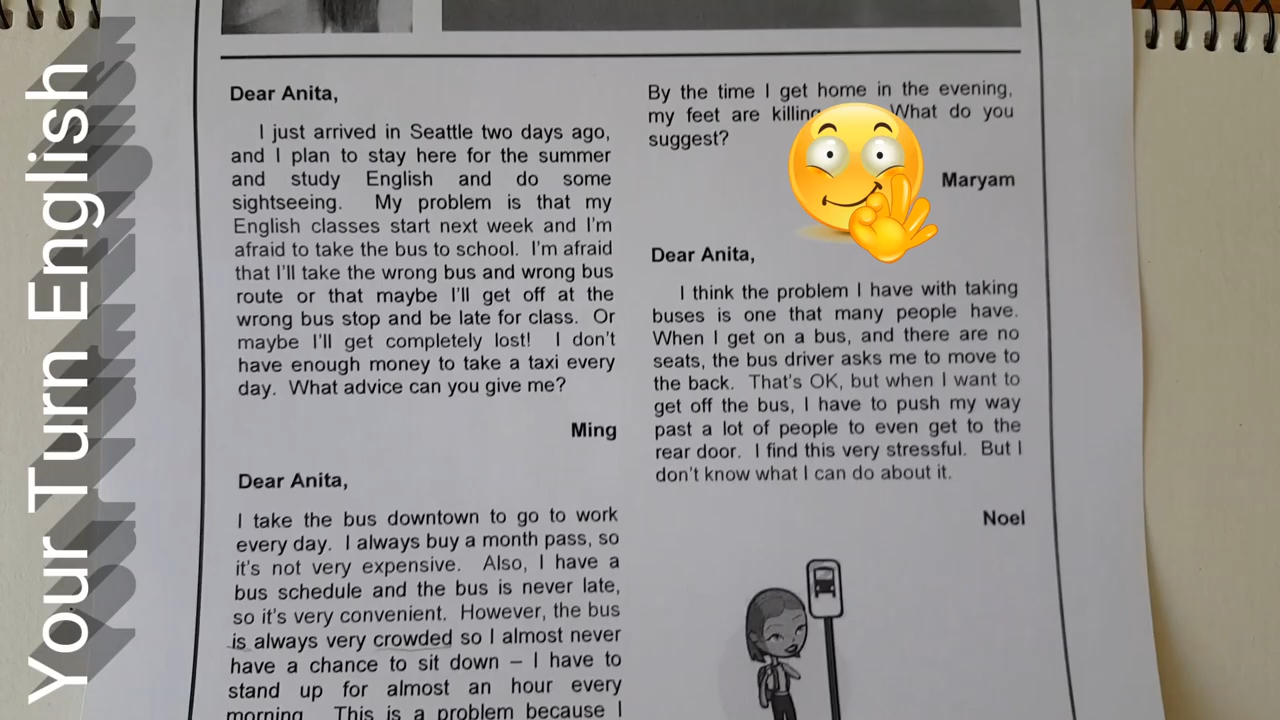 Your Turn English
Dear Anita,
I just arrived in Seattle two days ago,
and I plan to stay here for the summer
and study English and do some
sightseeing. My problem is that my
English classes start next week and I'm
afraid to take the bus to school. I'm afraid
that I'll take the wrong bus and wrong bus
route or that maybe I'll get off at the
wrong bus stop and be late for class. Or
maybe I'll get completely lost! I don't
have enough money to take a taxi every
day. What advice can you give me?
Ming
Dear Anita,
I take the bus downtown to go to work
every day. I always buy a month pass, so
it's not very expensive. Also, I have a
bus schedule and the bus is never late,
so it's very convenient. However, the bus
is always very crowded so I almost never
have a chance to sit down – I have to
stand up for almost an hour every
morning. This is a problem because I
By the time I get home in the evening,
my feet are killing What do you
suggest?
Maryam
Dear Anita,
I think the problem I have with taking
buses is one that many people have.
When I get on a bus, and there are no
seats, the bus driver asks me to move to
the back. That's OK, but when I want to
get off the bus, I have to push my way
past a lot of people to even get to the
rear door. I find this very stressful. But I
don't know what I can do about it.
Noel